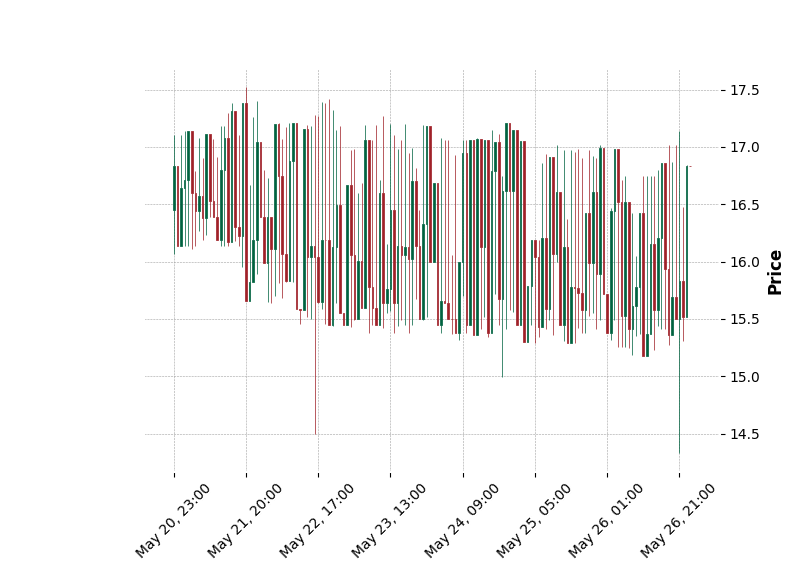 17.5
17.0
16.5
16.0
15.5
15.0
14.5
Price
May 20, 23:00
May 21, 20:00
May 22, 17:00
May 23, 13:00
May 24, 09:00
May 25, 05:00
May 26, 01:00
May 26, 21:00